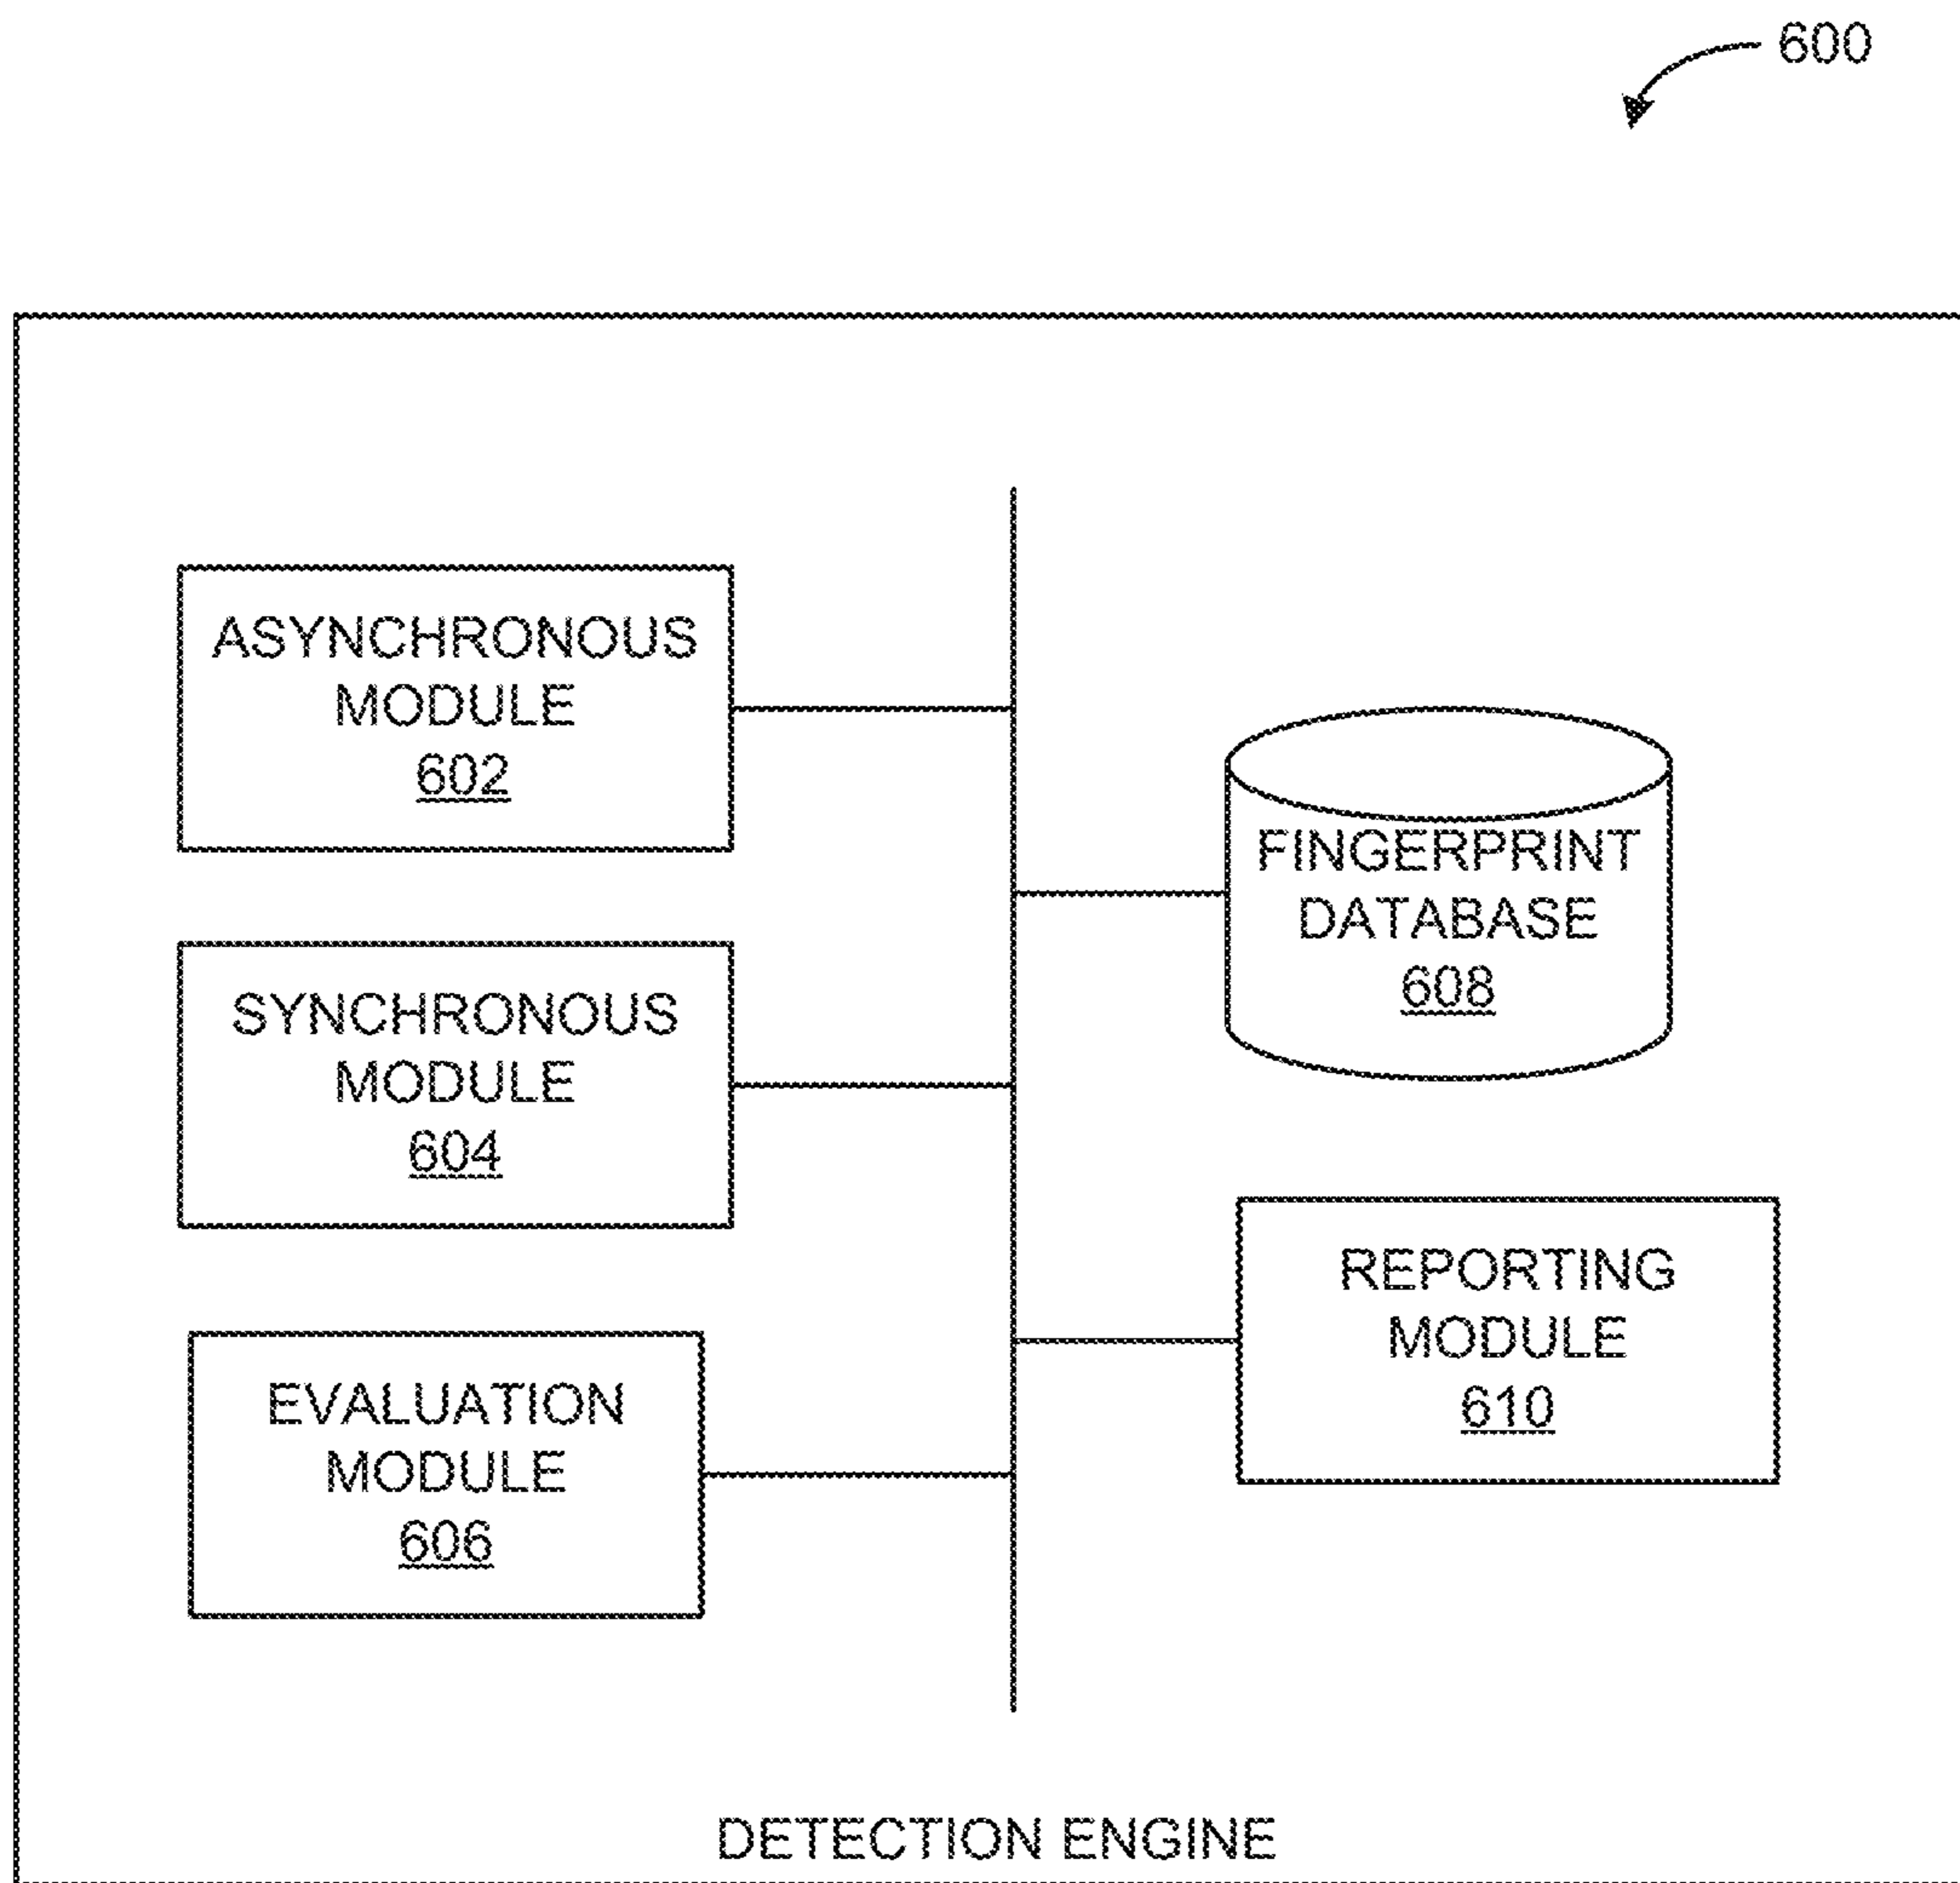 600
ASYNCHRONOUS
MODULE
602
SYNCHRONOUS
MODULE
604
EVALUATION
MODULE
606
FINGERPRINT
DATABASE
608
REPORTING
MODULE
610
DETECTION ENGINE